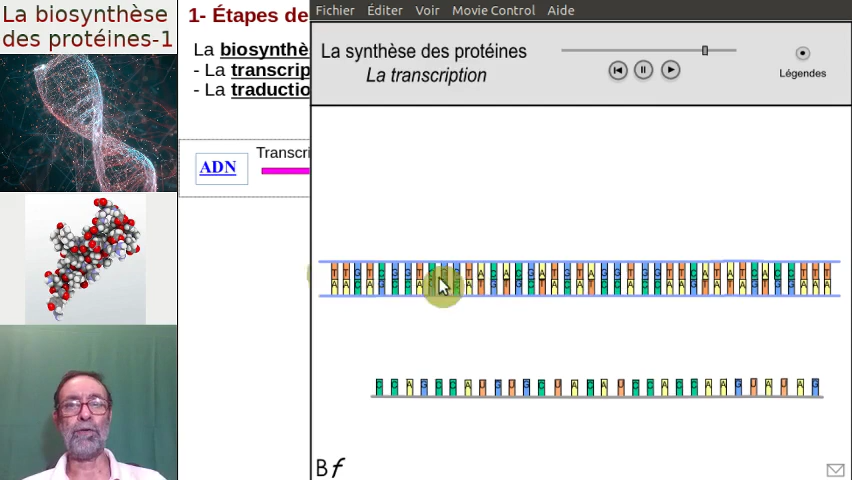 La biosynthèse
des protéines-1
1- Étapes de
La biosynthè
- La transcrip
- La traductio
ADN
Transcri
Fichier Éditer Voir Movie Control Aide
La synthèse des protéines
La transcription
Légendes
C C A G C C A U G U G C U A C A U C C A C C A A G U A U A G
Bf